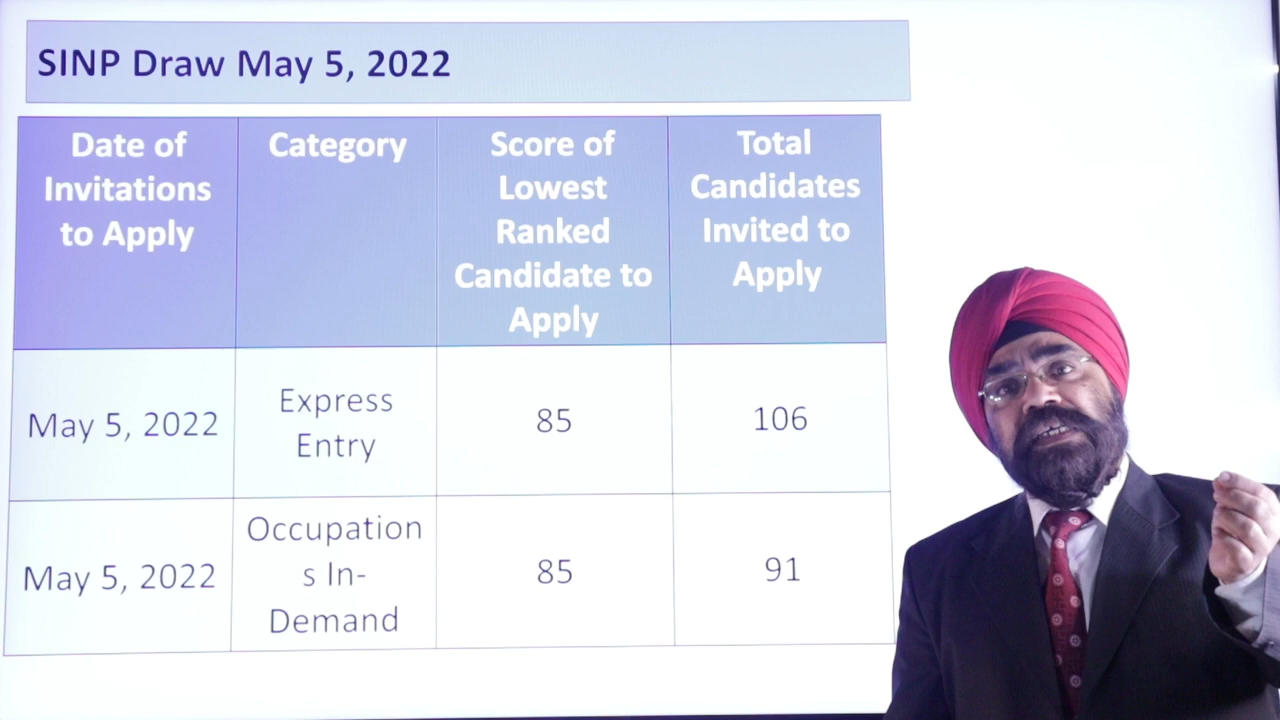 SINP Draw May 5, 2022
Date of
Invitations
to Apply
Category
Score of
Lowest
Ranked
Candidate to
Apply
Total
Candidates
Invited to
Apply
May 5, 2022
Express
Entry
85
106
May 5, 2022
Occupation
s In-
Demand
85
91